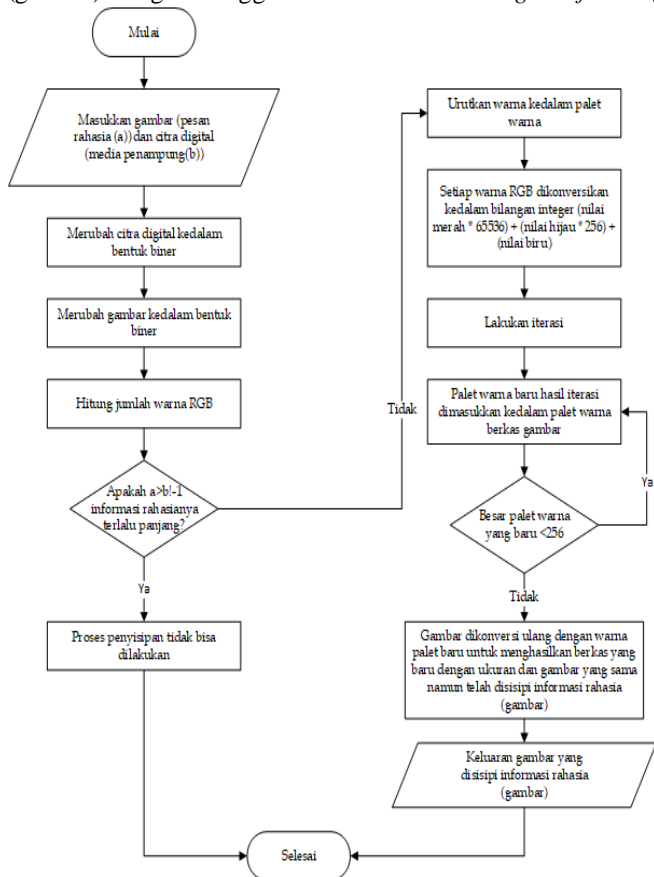 Mulai
Masukkan gambar (pesan
rahasia (a))dan citra digital
(media penampung(b))
Merubah citra digital kedalam
bentuk biner
Merubah gambar kedalam bentuk
biner
Hitung jumlah warna RGB
Apakah a>b!-1
informasi rahasianya
terlalu panjang?
Tidak
Ya
Proses penyisipan tidak bisa
dilakukan
Urutkan warna kedalam palet
warna
Setiap warna RGB dikonversikan
kedalam bilangan integer (nilai
merah * 65536) + (nilai hijau * 256) +
(nilai biru)
Lakukan iterasi
Palet warna baru hasil iterasi
dimasukkan kedalam palet warna
berkas gambar
Ya
Besar palet warna
yang baru <256
Tidak
Gambar dikonversi ulang dengan warna
palet baru untuk menghasilkan berkas yang
baru dengan ukuran dan gambar yang sama
namun telah disisipi informasi rahasia
(gambar)
Keluaran gambar yang
disisipi informasi rahasia
(gambar)
Selesai